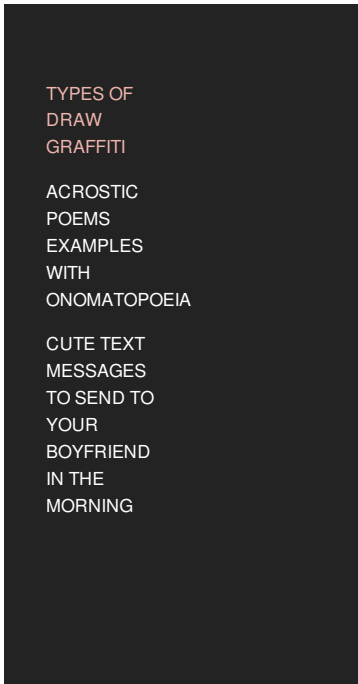 TYPES OF
DRAW
GRAFFITI
ACROSTIC
POEMS
EXAMPLES
WITH
ONOMATOPOEIA
CUTE TEXT
MESSAGES
TO SEND TO
YOUR
BOYFRIEND
IN THE
MORNING